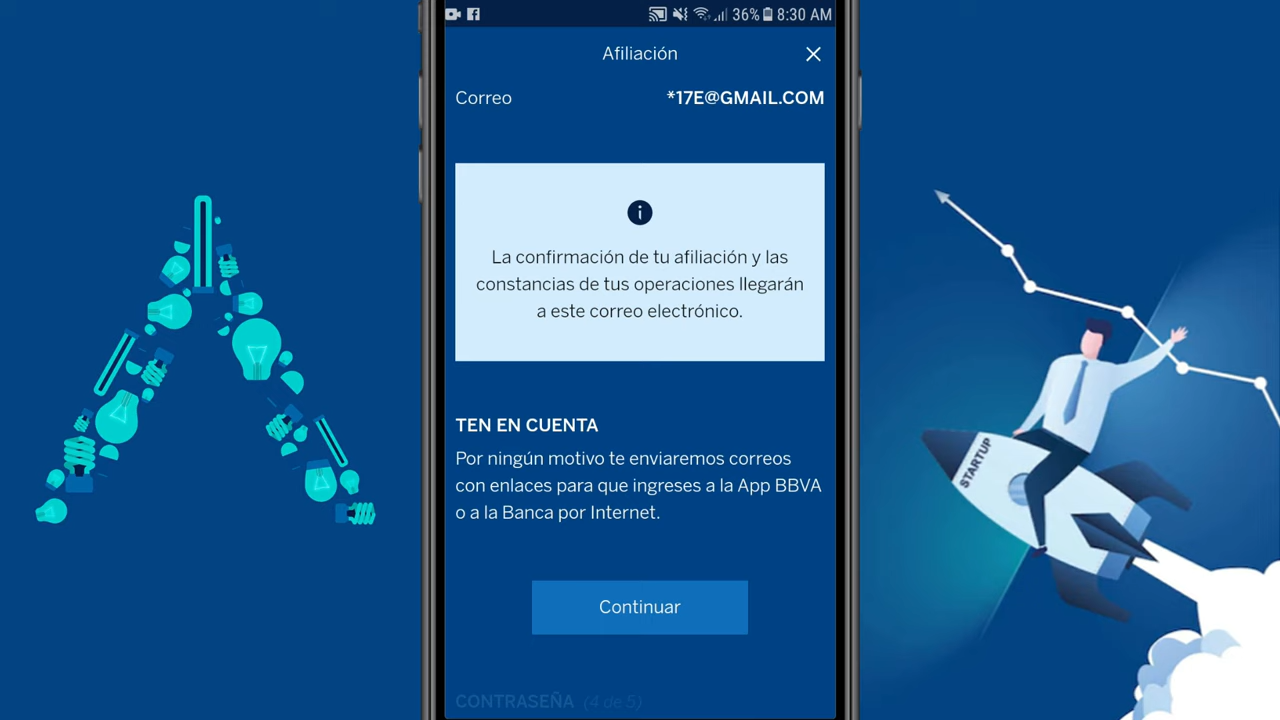 36% 8:30 AM
Afiliación
Correo *17E@GMAIL.COM
i
La confirmación de tu afiliación y las
constancias de tus operaciones llegarán
a este correo electrónico.
TEN EN CUENTA
Por ningún motivo te enviaremos correos
con enlaces para que ingreses a la App BBVA
o a la Banca por Internet.
Continuar
CONTRASEÑA (4 de 5)
STARTUP